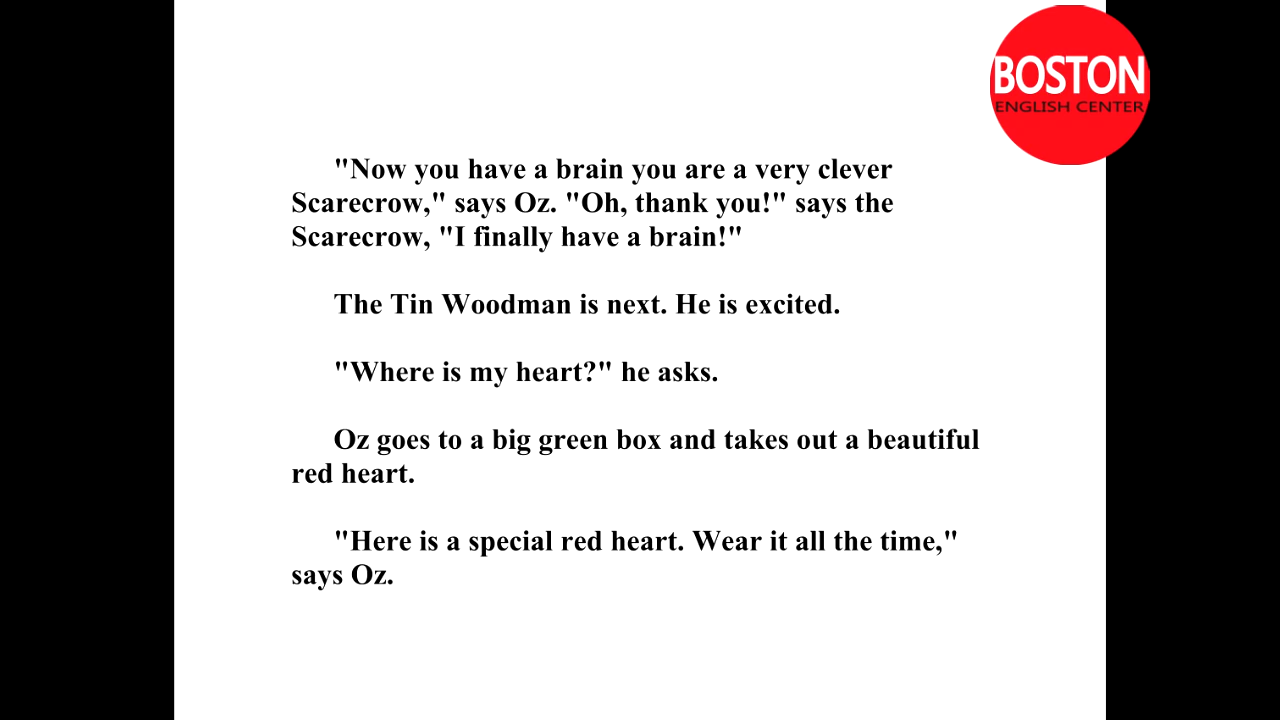 BOSTON
ENGLISH CENTER
"Now you have a brain you are a very clever
Scarecrow," says Oz. "Oh, thank you!" says the
Scarecrow, "I finally have a brain!"
The Tin Woodman is next. He is excited.
"Where is my heart?" he asks.
Oz goes to a big green box and takes out a beautiful
red heart.
"Here is a special red heart. Wear it all the time,"
says Oz.